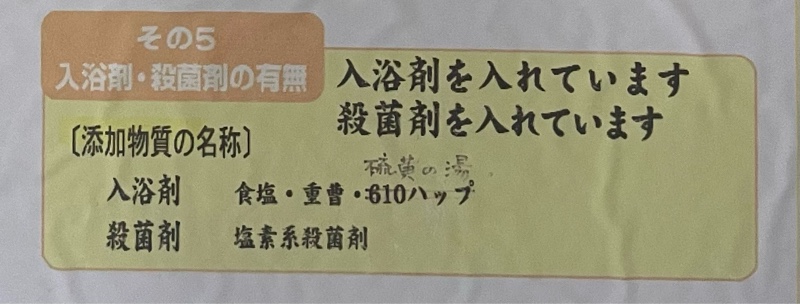 その5
入浴剤・殺菌剤の有無
入浴剤を入れています
殺菌剤を入れています
〔添加物質の名称〕
硫黄の湯
入浴剤 食塩・重曹・610ハップ
殺菌剤 塩素系殺菌剤